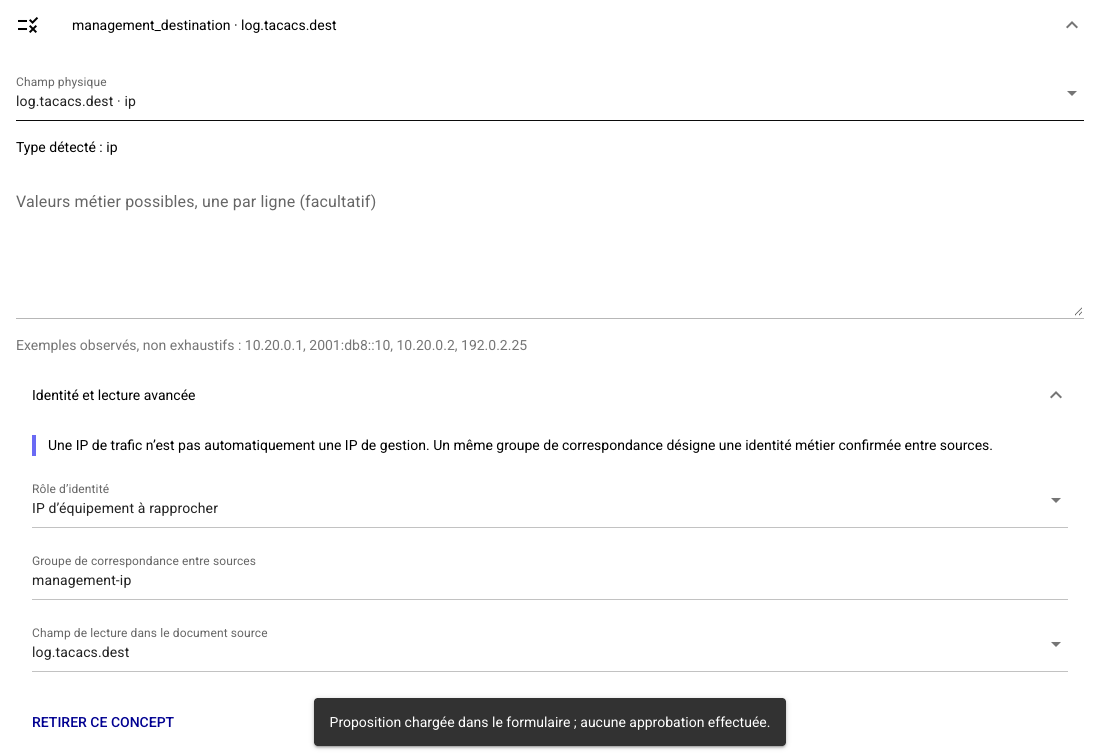 management_destination · log.tacacs.dest
Champ physique
log.tacacs.dest · ip
Type détecté : ip
Valeurs métier possibles, une par ligne (facultatif)
Exemples observés, non exhaustifs : 10.20.0.1, 2001:db8::10, 10.20.0.2, 192.0.2.25
Identité et lecture avancée
Une IP de trafic n’est pas automatiquement une IP de gestion. Un même groupe de correspondance désigne une identité métier confirmée entre sources.
Rôle d’identité
IP d’équipement à rapprocher
Groupe de correspondance entre sources
management-ip
Champ de lecture dans le document source
log.tacacs.dest
RETIRER CE CONCEPT
Proposition chargée dans le formulaire ; aucune approbation effectuée.